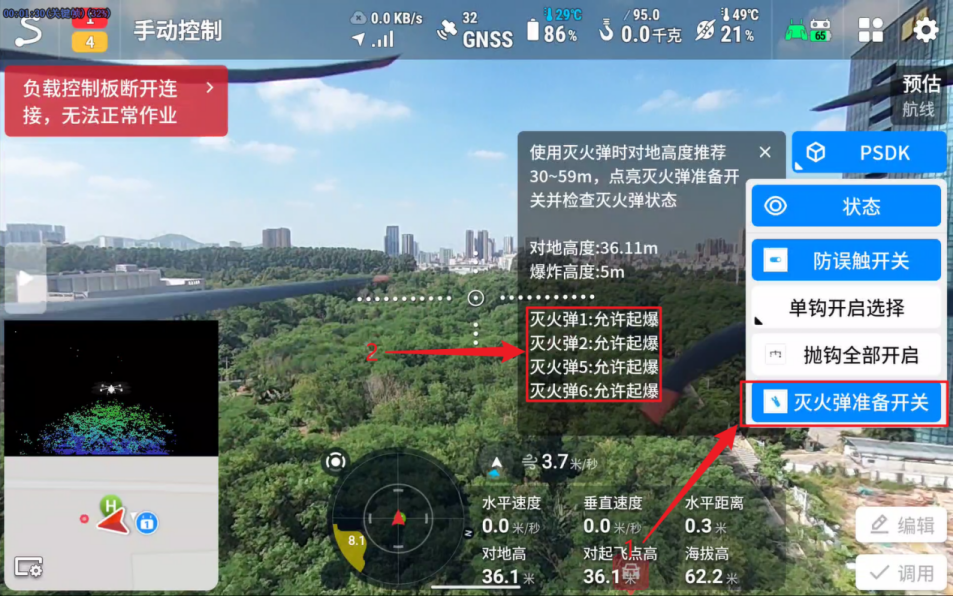 手动控制
1
4
0.0 KB/s
32
GNSS
29℃
86%
/95.0
0.0千克
49℃
21%
65
负载控制板断开连
接，无法正常作业
预估
航线
使用灭火弹时对地高度推荐
30~59m，点亮灭火弹准备开
关并检查灭火弹状态
对地高度:36.11m
爆炸高度:5m
灭火弹1:允许起爆
灭火弹2:允许起爆
灭火弹5:允许起爆
灭火弹6:允许起爆
PSDK
状态
防误触开关
单钩开启选择
抛钩全部开启
灭火弹准备开关
2
1
H
1
8.1
N
3.7米/秒
水平速度
0.0米/秒
垂直速度
0.0米/秒
水平距离
0.3米
对地高
36.1米
对起飞点高
36.1米
海拔高
62.2米
编辑
调用